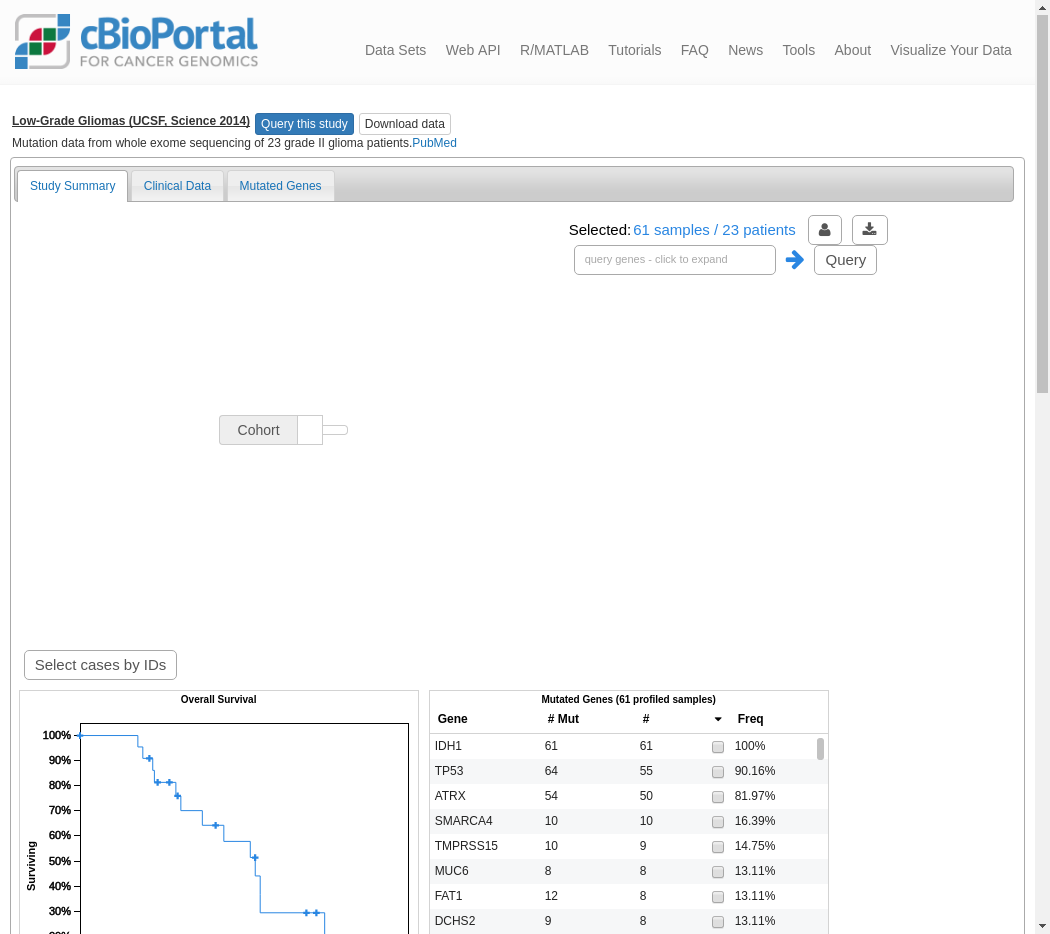 cBioPortal
FOR CANCER GENOMICS
Data Sets Web API R/MATLAB Tutorials FAQ News Tools About Visualize Your Data
Low-Grade Gliomas (UCSF, Science 2014) Query this study Download data
Mutation data from whole exome sequencing of 23 grade II glioma patients.PubMed
Study Summary Clinical Data Mutated Genes
Selected: 61 samples / 23 patients
query genes - click to expand Query
Cohort
Select cases by IDs
Overall Survival
100%
90%
80%
70%
60%
50%
40%
30%
Surviving
Mutated Genes (61 profiled samples)
Gene # Mut # Freq
IDH1 61 61 100%
TP53 64 55 90.16%
ATRX 54 50 81.97%
SMARCA4 10 10 16.39%
TMPRSS15 10 9 14.75%
MUC6 8 8 13.11%
FAT1 12 8 13.11%
DCHS2 9 8 13.11%